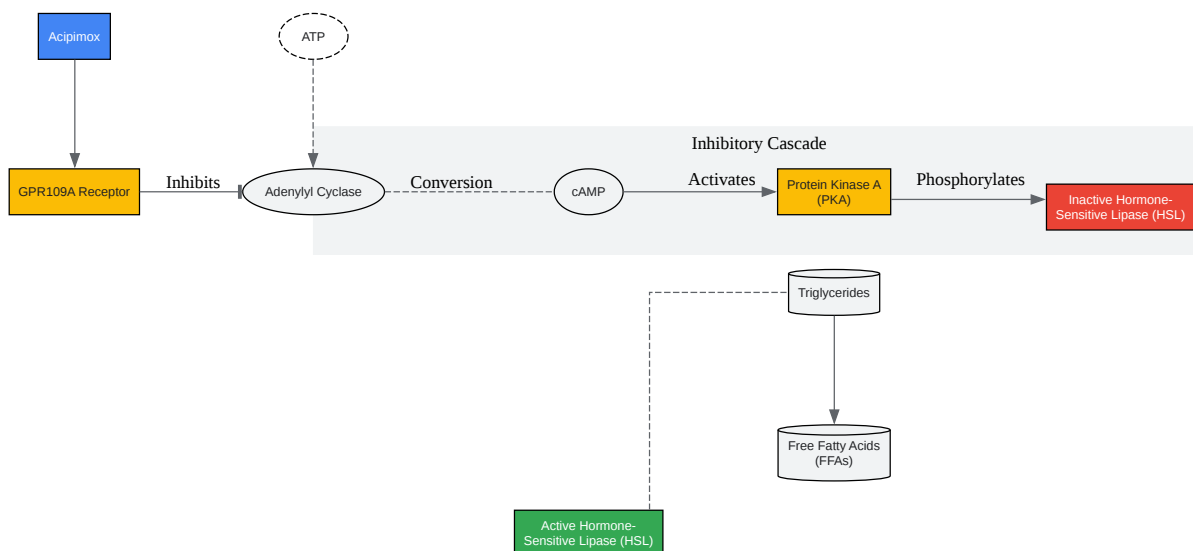 Acipimox
ATP
Inhibitory Cascade
GPR109A Receptor
Inhibits
Adenylyl Cyclase
Conversion
cAMP
Activates
Protein Kinase A
(PKA)
Phosphorylates
Inactive Hormone-
Sensitive Lipase (HSL)
Triglycerides
Free Fatty Acids
(FFAs)
Active Hormone-
Sensitive Lipase (HSL)